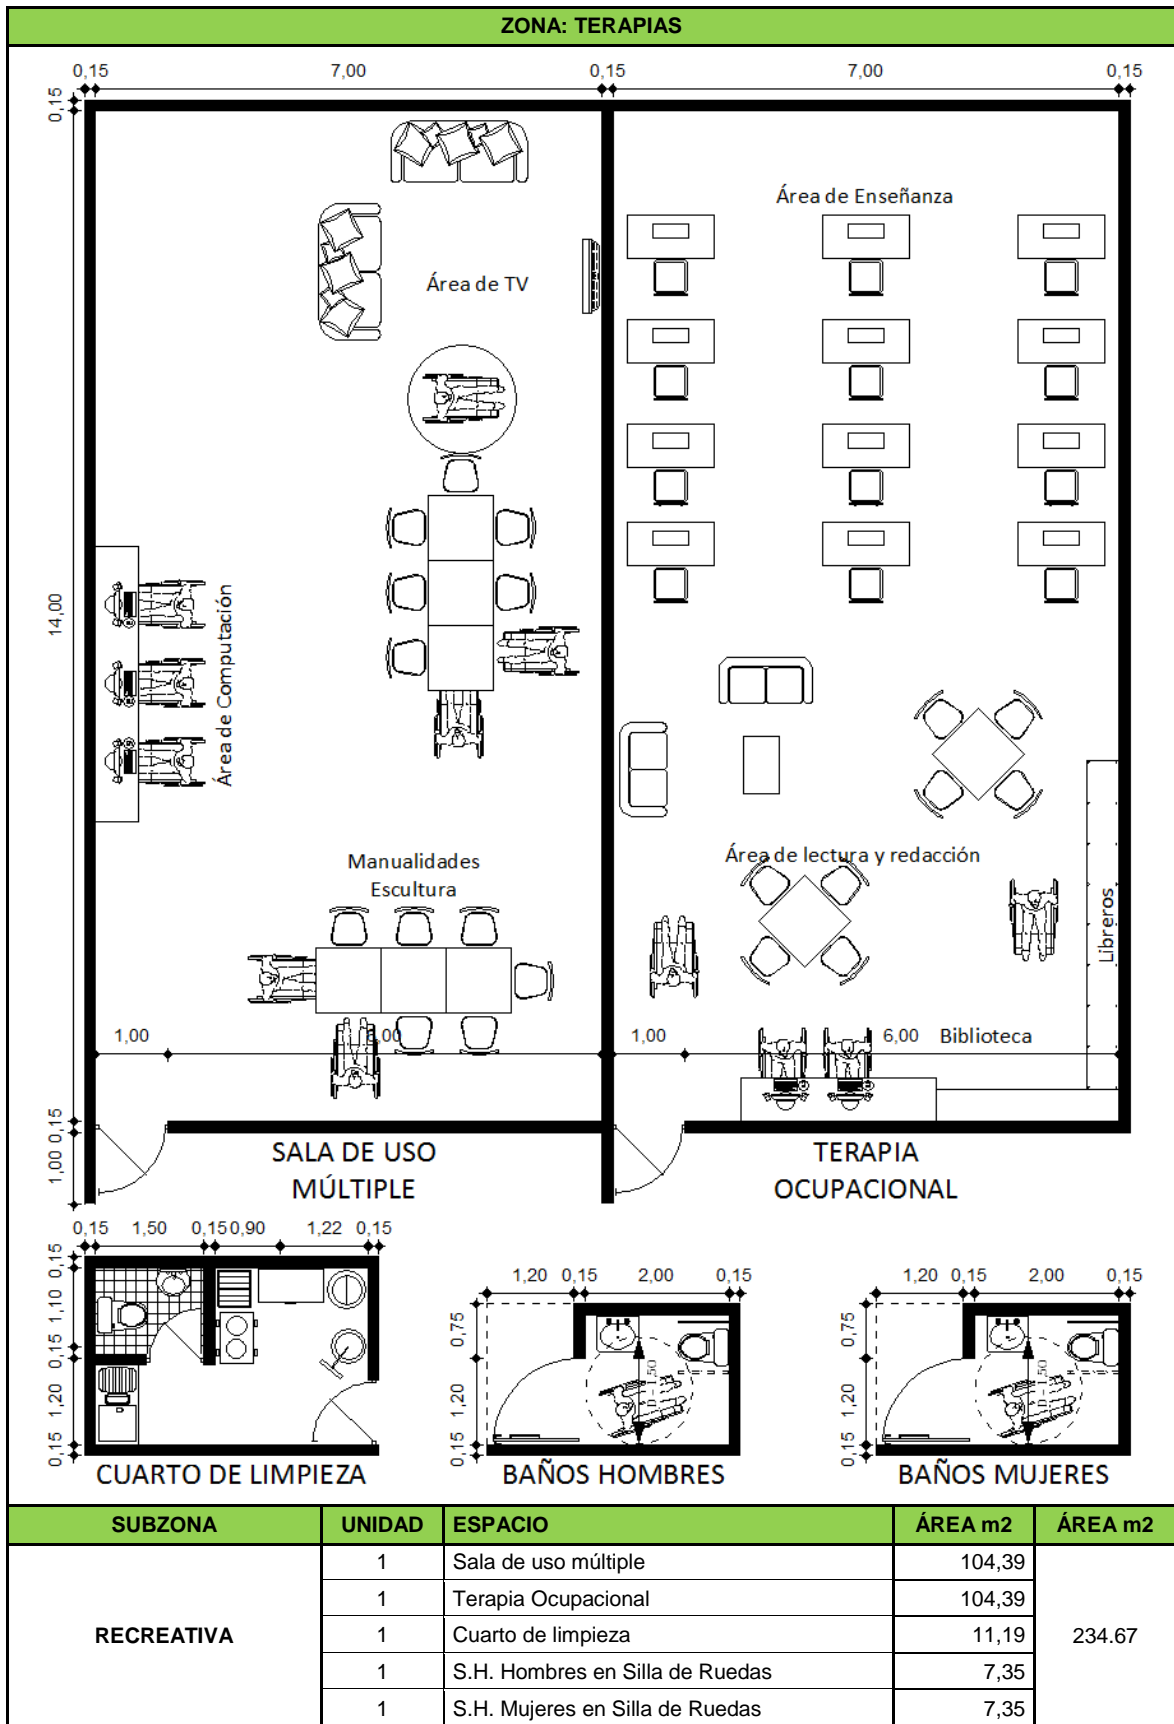 ZONA: TERAPIAS
0,15 7,00 0,15 7,00 0,15
0,15
Área de Enseñanza
Área de TV
14,00
Área de Computación
Manualidades
Escultura
Área de lectura y redacción
Libreros
1,00 6,00 1,00 6,00 Biblioteca
0,15
1,00
SALA DE USO
MÚLTIPLE
TERAPIA
OCUPACIONAL
0,15 1,50 0,15 0,90 1,22 0,15
0,15
1,10
0,15
1,20
0,15
CUARTO DE LIMPIEZA
1,20 0,15 2,00 0,15
0,75
1,20
0,15
D=1,50
BAÑOS HOMBRES
1,20 0,15 2,00 0,15
0,75
1,20
0,15
D=1,50
BAÑOS MUJERES
SUBZONA UNIDAD ESPACIO ÁREA m2 ÁREA m2
1 Sala de uso múltiple 104,39
1 Terapia Ocupacional 104,39
RECREATIVA 1 Cuarto de limpieza 11,19 234.67
1 S.H. Hombres en Silla de Ruedas 7,35
1 S.H. Mujeres en Silla de Ruedas 7,35